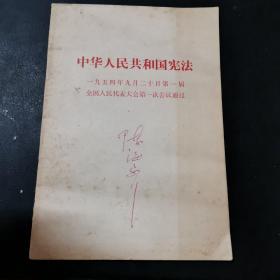 中华人民共和国宪法
一九五四年九月二十日第一届
全国人民代表大会第一次会议通过